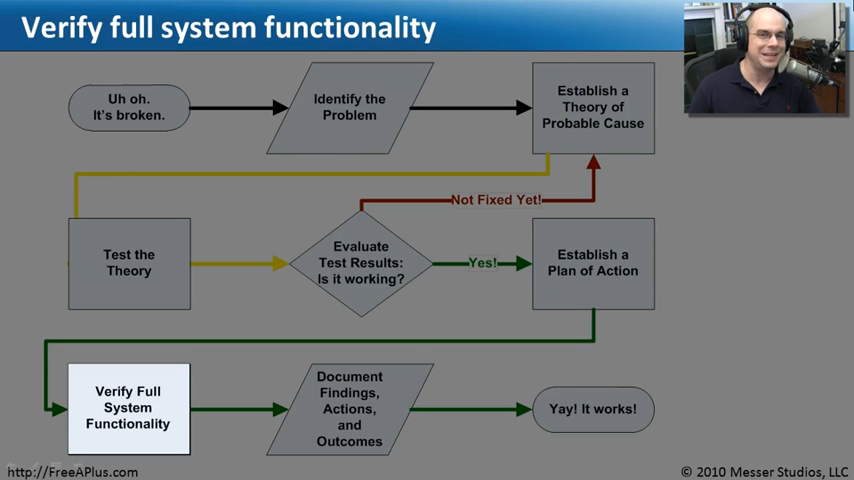 Verify full system functionality
Uh oh.
It's broken.
Identify the
Problem
Establish a
Theory of
Probable Cause
Not Fixed Yet!
Test the
Theory
Evaluate
Test Results:
Is it working?
Yes!
Establish a
Plan of Action
Verify Full
System
Functionality
Document
Findings,
Actions,
and
Outcomes
Yay! It works!
http://FreeAPlus.com
© 2010 Messer Studios, LLC